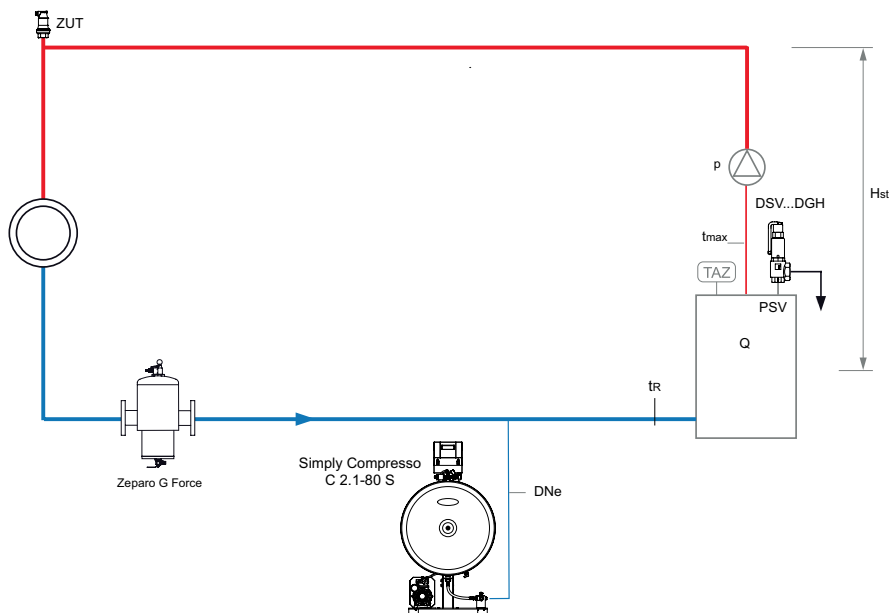 ZUT
p
Hst
DSV...DGH
tmax
TAZ
PSV
Q
tR
Simply Compresso
C 2.1-80 S
DNe
Zeparo G Force